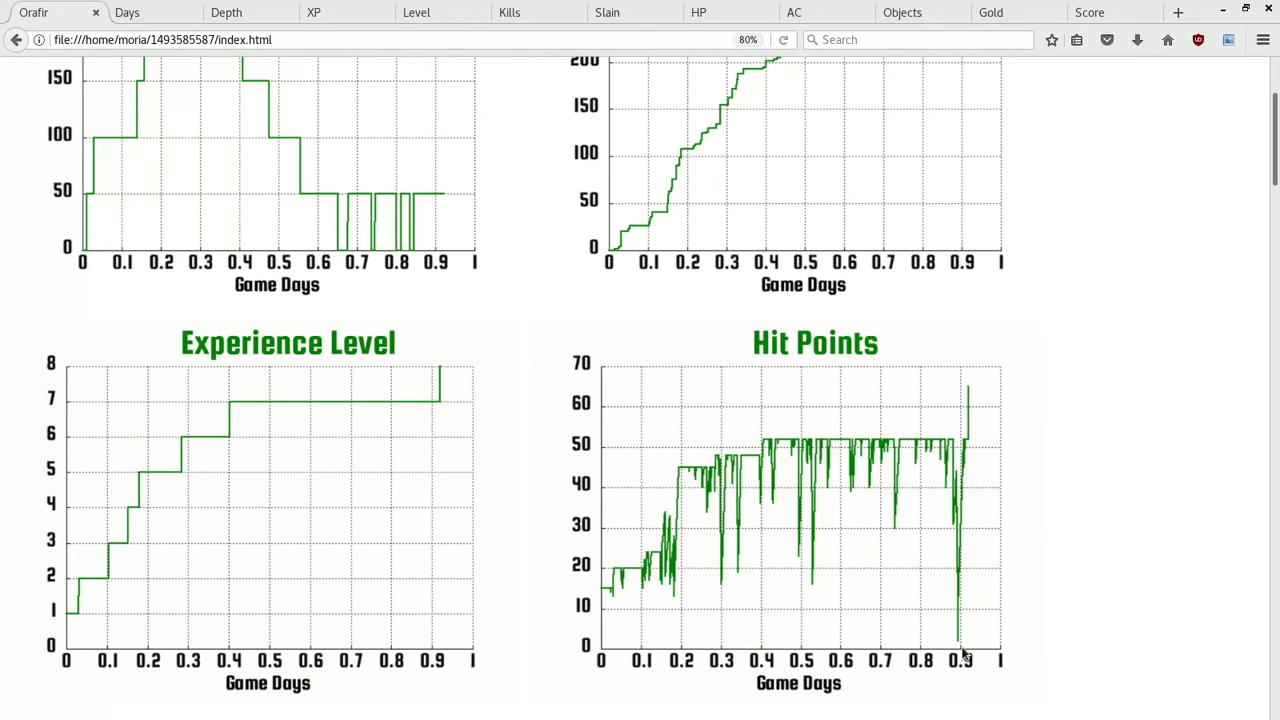 Orafir × Days Depth XP Level Kills Slain HP AC Objects Gold Score
file:///home/moria/1493585587/index.html 80% Search
150
100
50
0
0 0.1 0.2 0.3 0.4 0.5 0.6 0.7 0.8 0.9 1
Game Days
200
150
100
50
0
0 0.1 0.2 0.3 0.4 0.5 0.6 0.7 0.8 0.9 1
Game Days
Experience Level
8
7
6
5
4
3
2
1
0
0 0.1 0.2 0.3 0.4 0.5 0.6 0.7 0.8 0.9 1
Game Days
Hit Points
70
60
50
40
30
20
10
0
0 0.1 0.2 0.3 0.4 0.5 0.6 0.7 0.8 0.9 1
Game Days